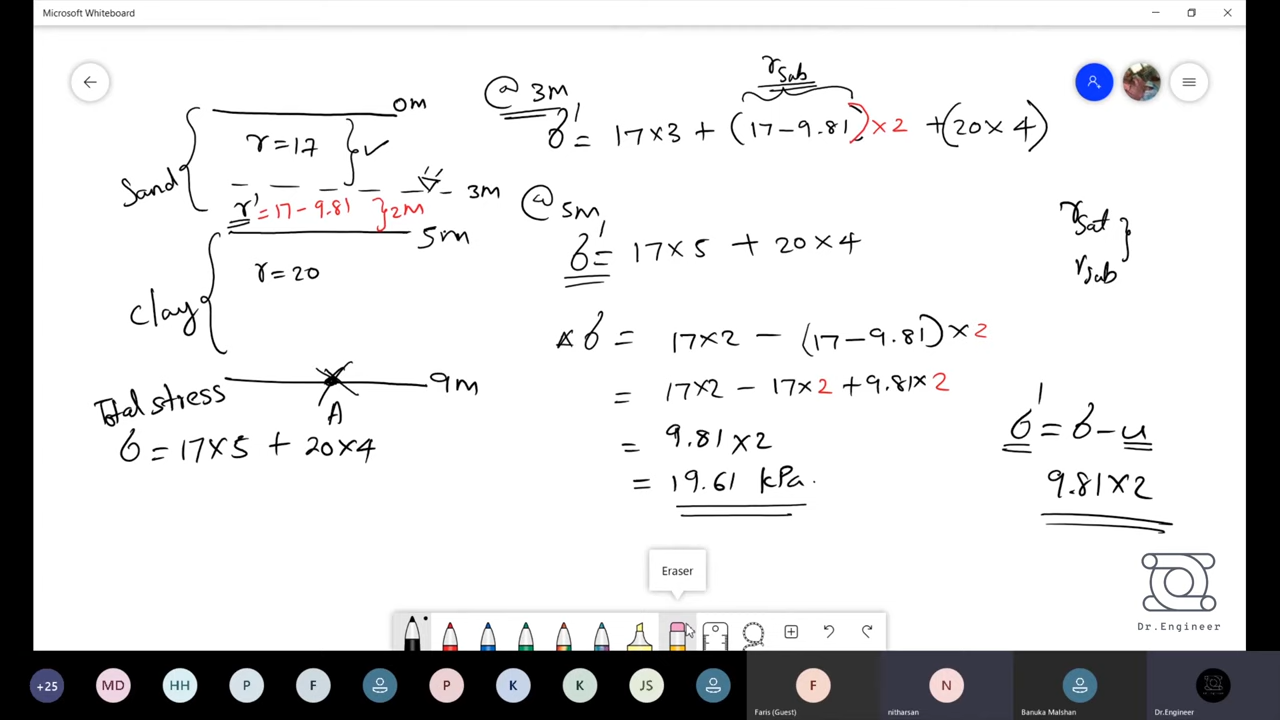 Microsoft Whiteboard
0m
Sand
γ = 17
3m
γ' = 17 - 9.81
2m
5m
Clay
γ = 20
9m
A
Total stress
σ = 17×5 + 20×4
@ 3m
γsub
σ' = 17×3 + (17-9.81)×2 + (20×4)
@ 5m
σ' = 17×5 + 20×4
Δσ = 17×2 - (17-9.81)×2
= 17×2 - 17×2 + 9.81×2
= 9.81×2
= 19.61 kPa.
γsat
γsub
σ' = σ - u
9.81×2
Eraser
Dr.Engineer
+25
MD
HH
P
F
P
K
K
JS
F
Faris (Guest)
N
nitharsan
Banuka Malshan
Dr.Engineer